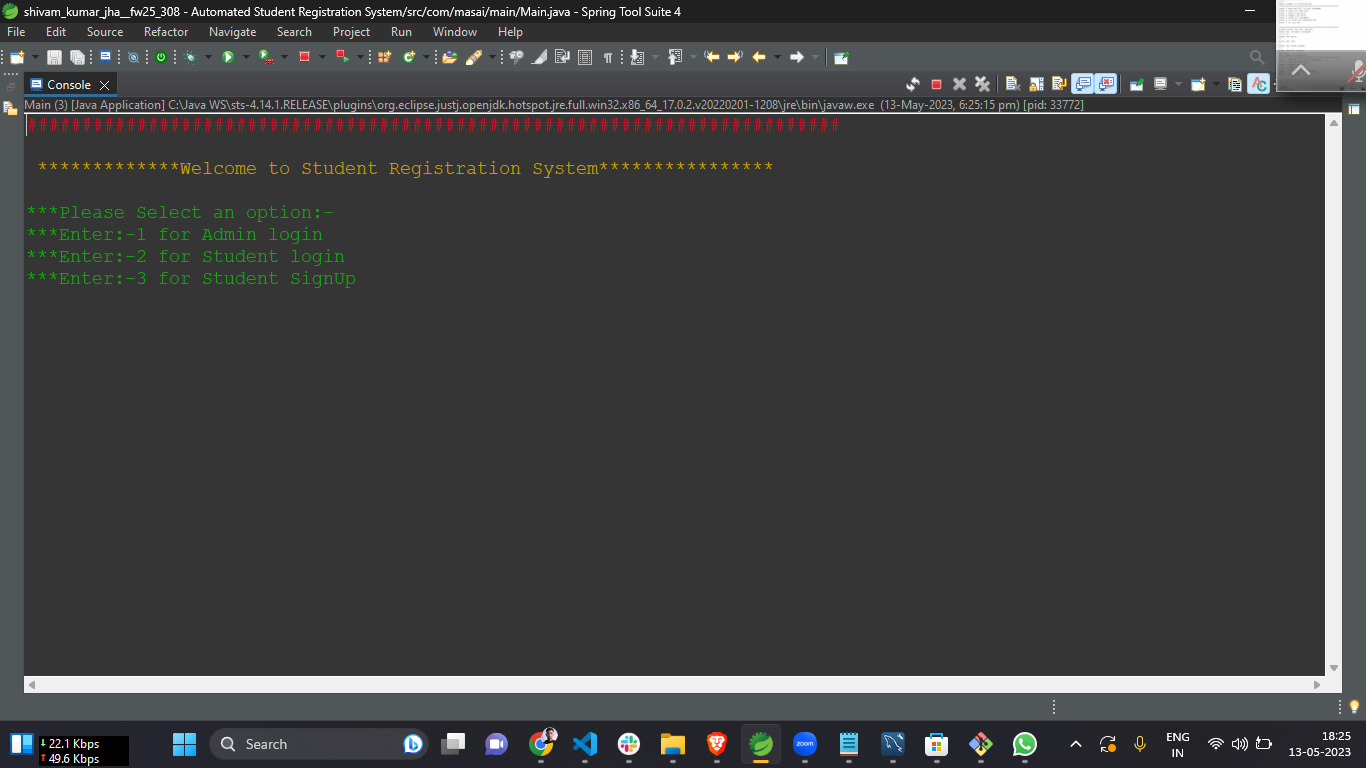 shivam_kumar_jha__fw25_308 - Automated Student Registration System/src/com/masai/main/Main.java - Spring Tool Suite 4
File Edit Source Refactor Navigate Search Project Run Window Help
Console
Main (3) [Java Application] C:\Java WS\sts-4.14.1.RELEASE\plugins\org.eclipse.justj.openjdk.hotspot.jre.full.win32.x86_64_17.0.2.v20220201-1208\jre\bin\javaw.exe (13-May-2023, 6:25:15 pm) [pid: 33772]
##########################################################################
*************Welcome to Student Registration System****************
***Please Select an option:-
***Enter:-1 for Admin login
***Enter:-2 for Student login
***Enter:-3 for Student SignUp
22.1 Kbps
49.6 Kbps
Search
zoom
ENG
IN
18:25
13-05-2023